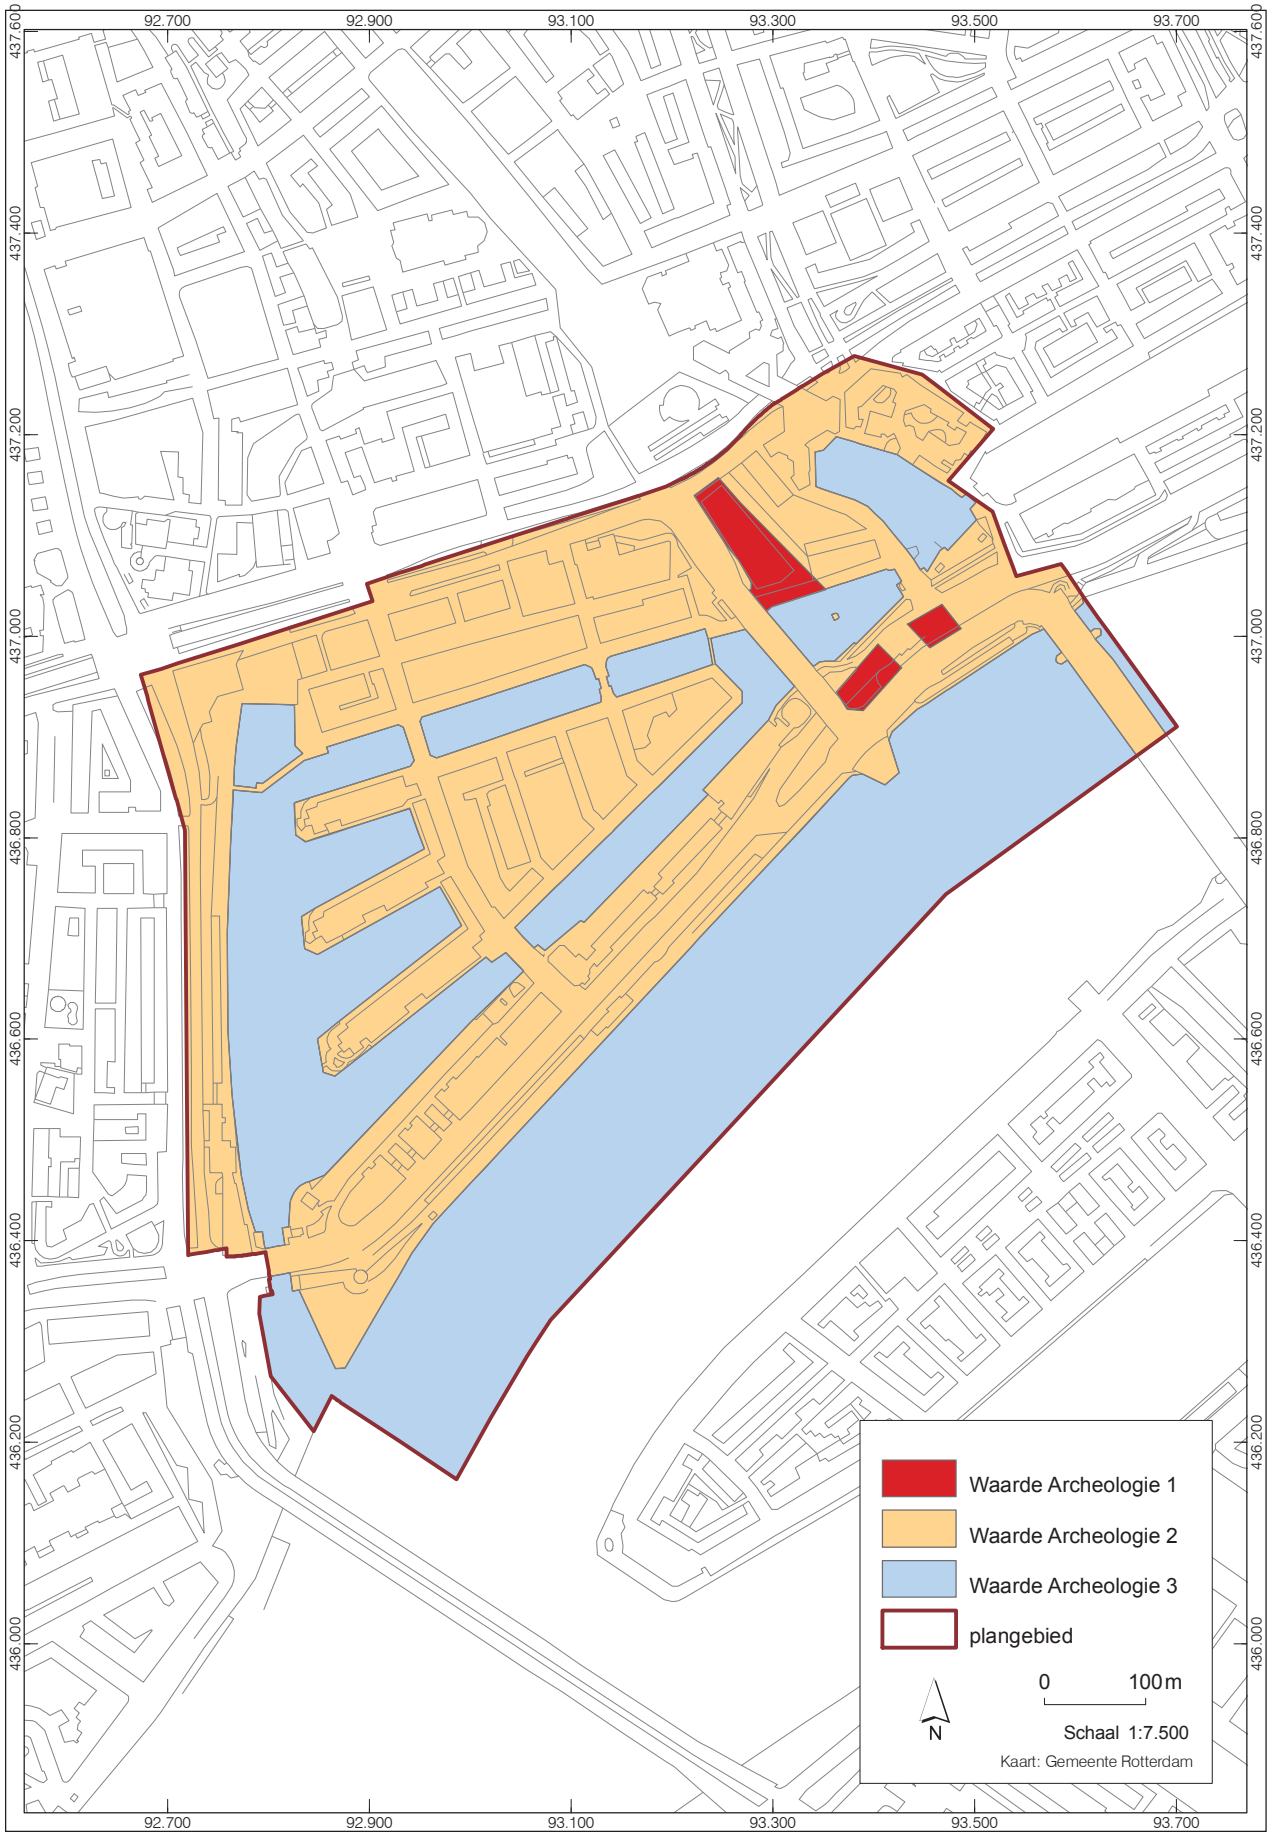 92.700 92.900 93.100 93.300 93.500 93.700
437.600 437.600
437.400 437.400
437.200 437.200
437.000 437.000
436.800 436.800
436.600 436.600
436.400 436.400
436.200 436.200
436.000 436.000
Waarde Archeologie 1
Waarde Archeologie 2
Waarde Archeologie 3
plangebied
0 100m
N
Schaal 1:7.500
Kaart: Gemeente Rotterdam
92.700 92.900 93.100 93.300 93.500 93.700